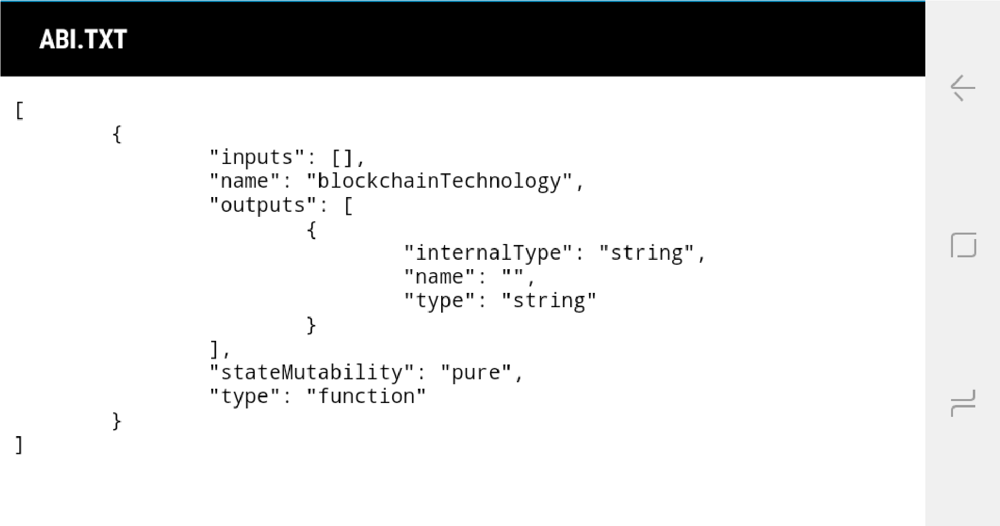 ABI.TXT
[
	{
		"inputs": [],
		"name": "blockchainTechnology",
		"outputs": [
			{
				"internalType": "string",
				"name": "",
				"type": "string"
			}
		],
		"stateMutability": "pure",
		"type": "function"
	}
]